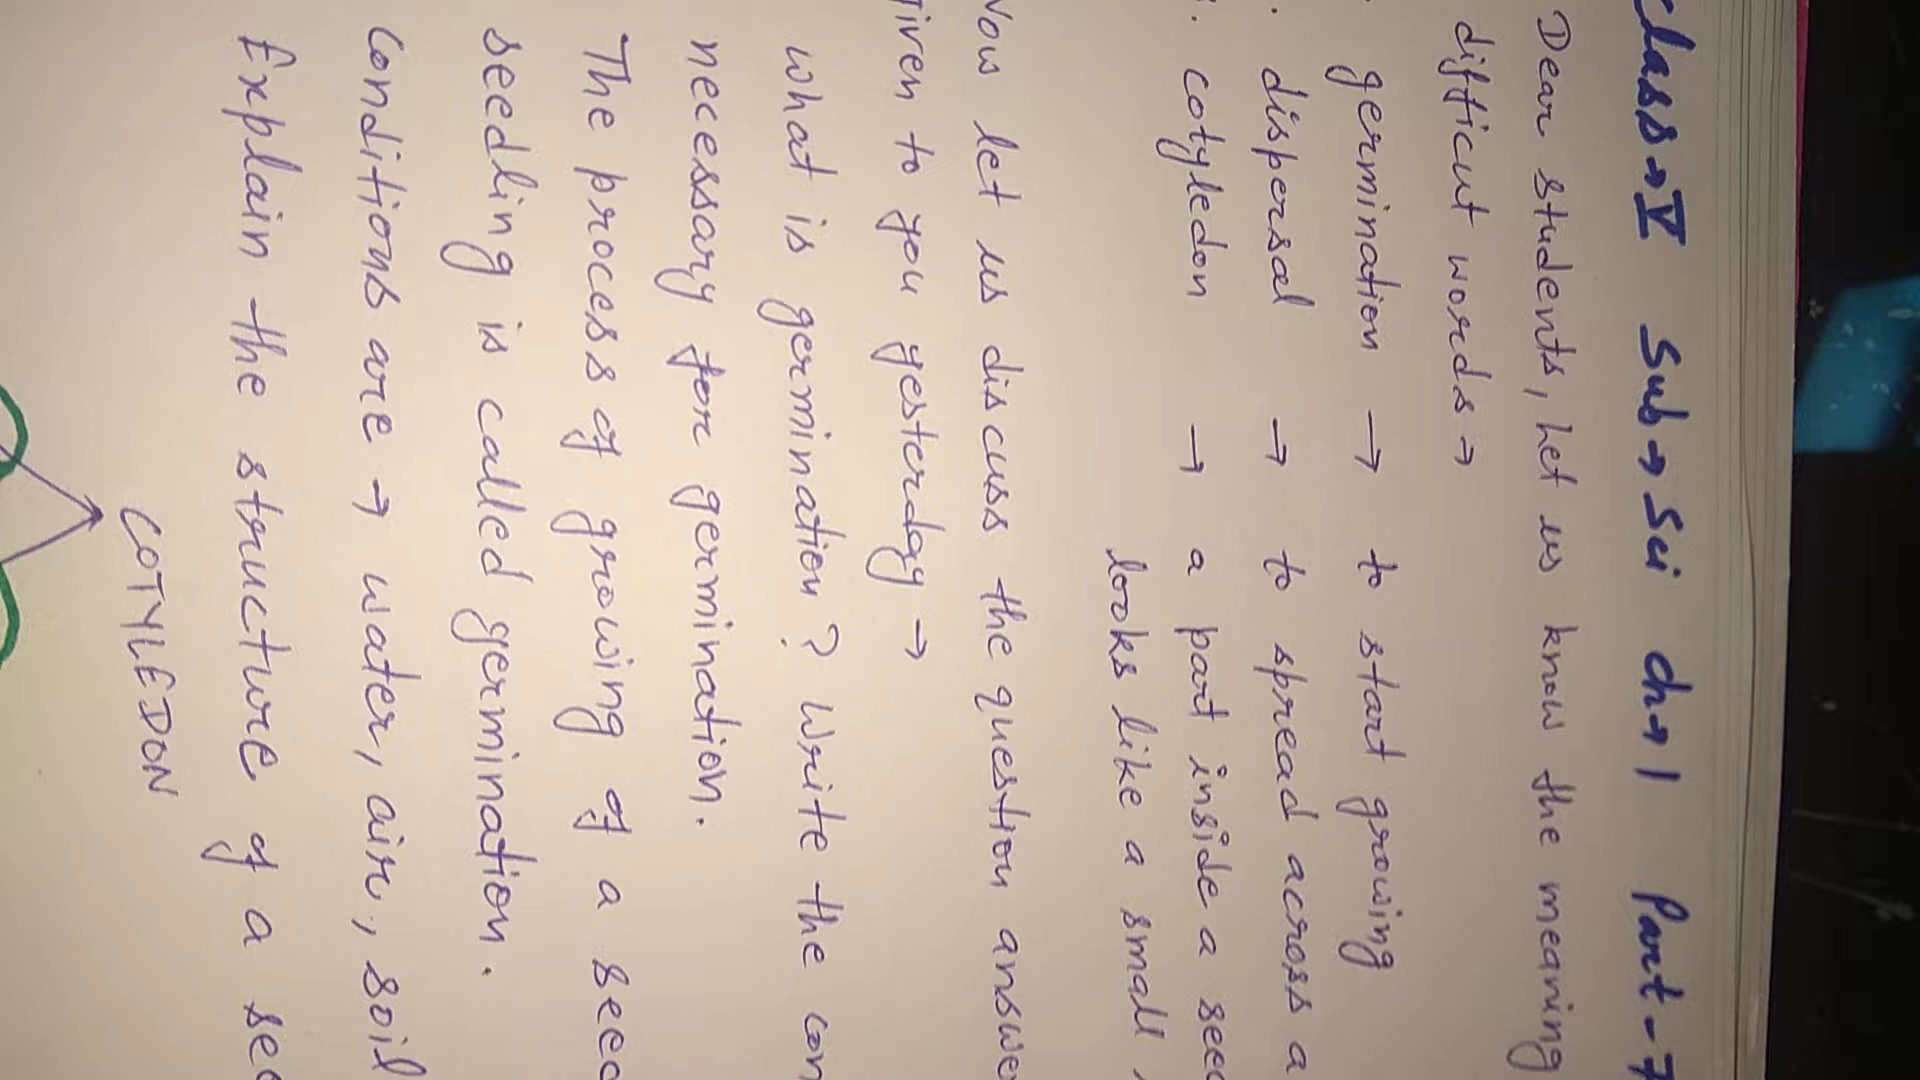 Class→V Sub→Sci Ch→1 Part-7
Dear students, let us know the meaning
difficut words→
germination → to start growing
dispersal → to spread across a
cotyledon → a part inside a seed
looks like a small
Now let us discuss the question answer
given to you yesterday→
what is germination? write the con
necessary for germination.
The process of growing of a seed
seedling is called germination.
Conditions are → water, air, soil
Explain the structure of a see
COTYLEDON